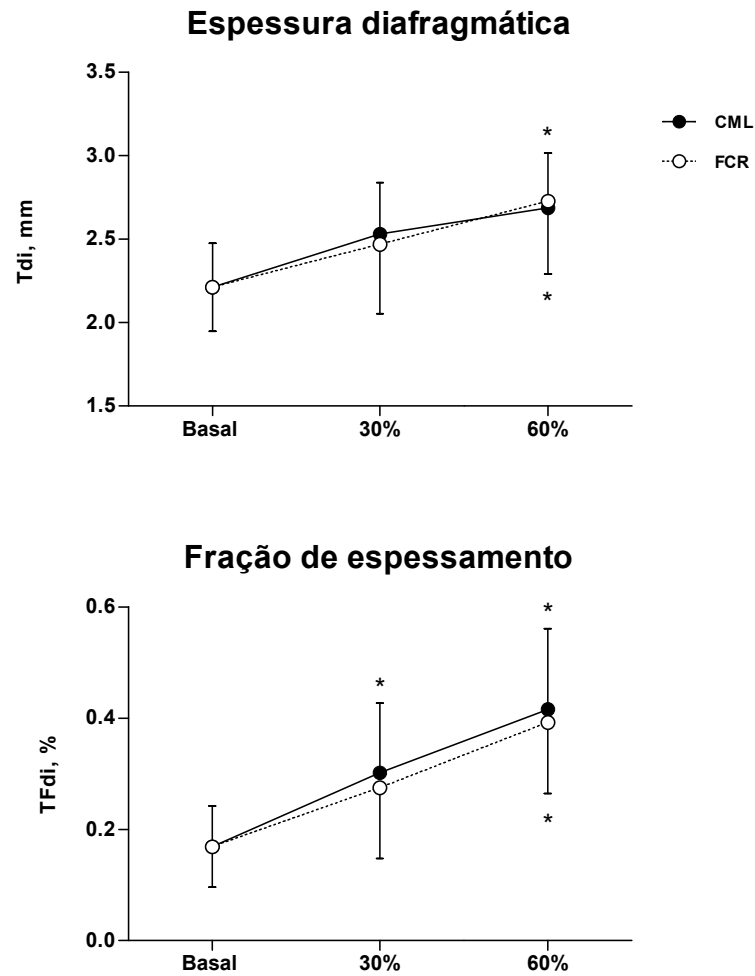 Espessura diafragmática
3.5
3.0
2.5
2.0
1.5
Tdi, mm
*
*
CML
FCR
Basal 30% 60%
Fração de espessamento
0.6
0.4
0.2
0.0
TFdi, %
*
*
*
Basal 30% 60%